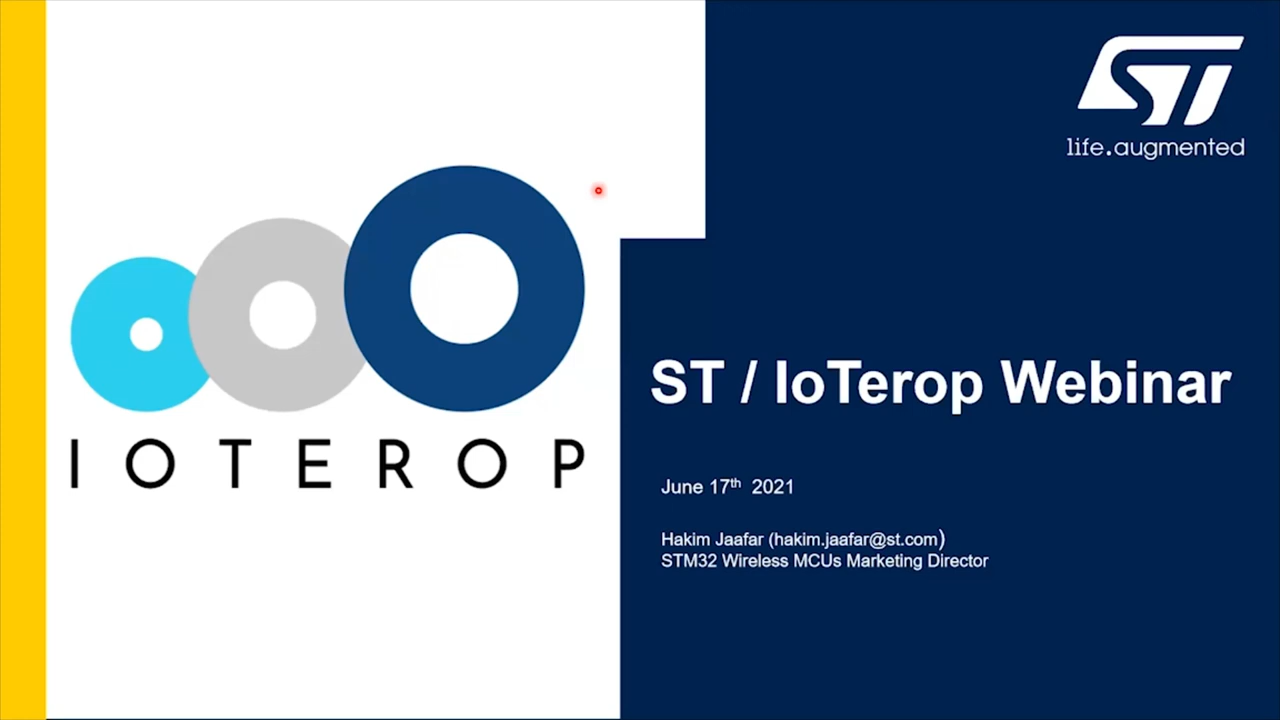 ST
life.augmented
IOTEROP
ST / IoTerop Webinar
June 17th 2021
Hakim Jaafar (hakim.jaafar@st.com)
STM32 Wireless MCUs Marketing Director